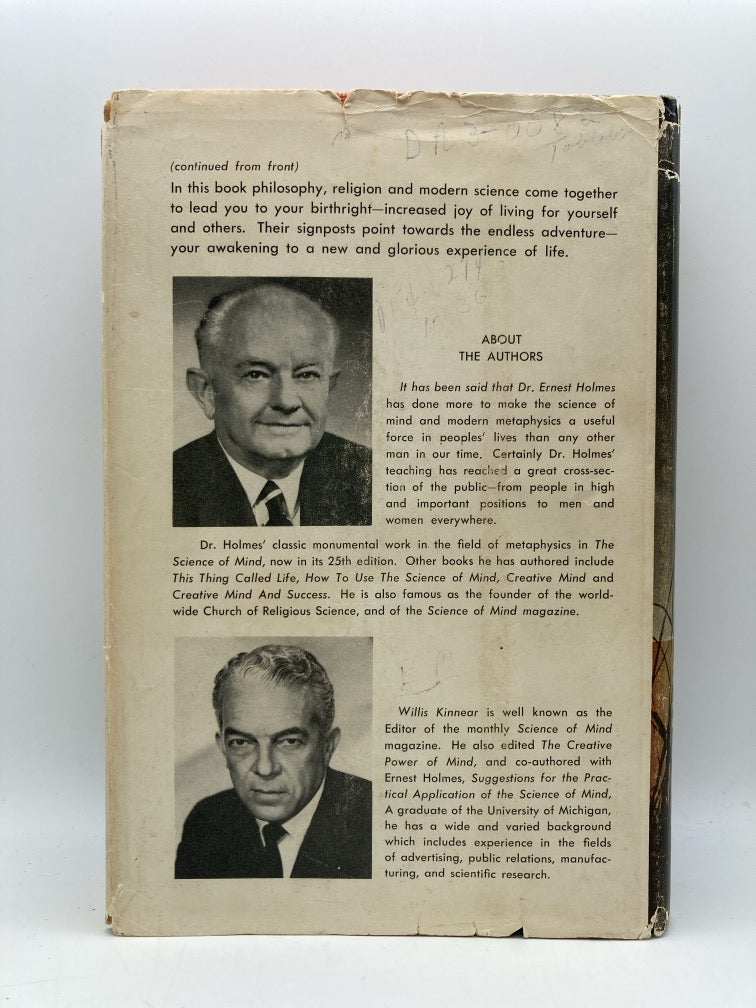 (continued from front)
In this book philosophy, religion and modern science come together
to lead you to your birthright—increased joy of living for yourself
and others. Their signposts point towards the endless adventure—
your awakening to a new and glorious experience of life.
ABOUT
THE AUTHORS
It has been said that Dr. Ernest Holmes
has done more to make the science of
mind and modern metaphysics a useful
force in peoples' lives than any other
man in our time. Certainly Dr. Holmes'
teaching has reached a great cross-sec-
tion of the public—from people in high
and important positions to men and
women everywhere.
Dr. Holmes' classic monumental work in the field of metaphysics in The
Science of Mind, now in its 25th edition. Other books he has authored include
This Thing Called Life, How To Use The Science of Mind, Creative Mind and
Creative Mind And Success. He is also famous as the founder of the world-
wide Church of Religious Science, and of the Science of Mind magazine.
Willis Kinnear is well known as the
Editor of the monthly Science of Mind
magazine. He also edited The Creative
Power of Mind, and co-authored with
Ernest Holmes, Suggestions for the Prac-
tical Application of the Science of Mind,
A graduate of the University of Michigan,
he has a wide and varied background
which includes experience in the fields
of advertising, public relations, manufac-
turing, and scientific research.